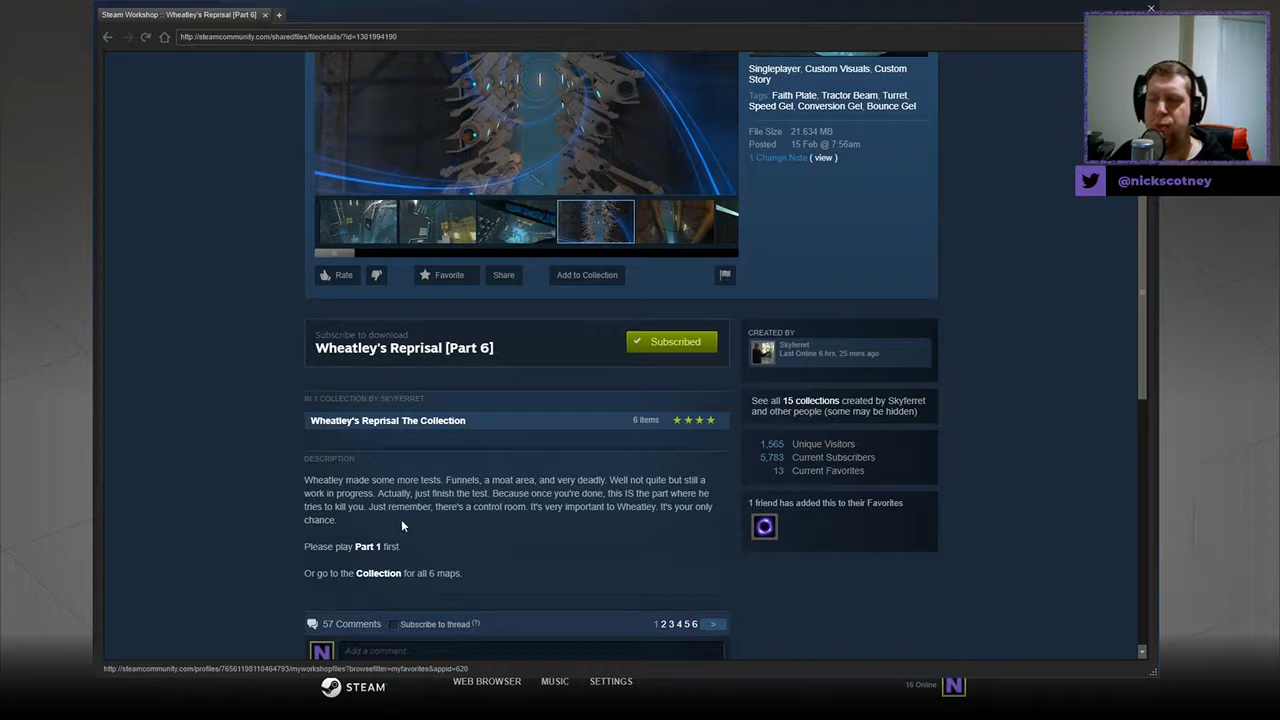 Steam Workshop :: Wheatley's Reprisal [Part 6]
http://steamcommunity.com/sharedfiles/filedetails/?id=1301994190
Singleplayer, Custom Visuals, Custom
Story
Tags: Faith Plate, Tractor Beam, Turret,
Speed Gel, Conversion Gel, Bounce Gel
File Size 21.634 MB
Posted 15 Feb @ 7:56am
1 Change Note ( view )
@nickscotney
Rate Favorite Share Add to Collection
Subscribe to download
Wheatley's Reprisal [Part 6]
Subscribed
CREATED BY
Skyferret
Last Online 6 hrs, 25 mins ago
IN 1 COLLECTION BY SKYFERRET
Wheatley's Reprisal The Collection 6 items
See all 15 collections created by Skyferret
and other people (some may be hidden)
1,565 Unique Visitors
5,783 Current Subscribers
13 Current Favorites
DESCRIPTION
Wheatley made some more tests. Funnels, a moat area, and very deadly. Well not quite but still a
work in progress. Actually, just finish the test. Because once you're done, this IS the part where he
tries to kill you. Just remember, there's a control room. It's very important to Wheatley. It's your only
chance.
1 friend has added this to their Favorites
Please play Part 1 first.
Or go to the Collection for all 6 maps.
57 Comments Subscribe to thread (?) 1 2 3 4 5 6 >
N Add a comment
http://steamcommunity.com/profiles/76561198110464793/myworkshopfiles?browsefilter=myfavorites&appid=620
STEAM WEB BROWSER MUSIC SETTINGS 16 Online N